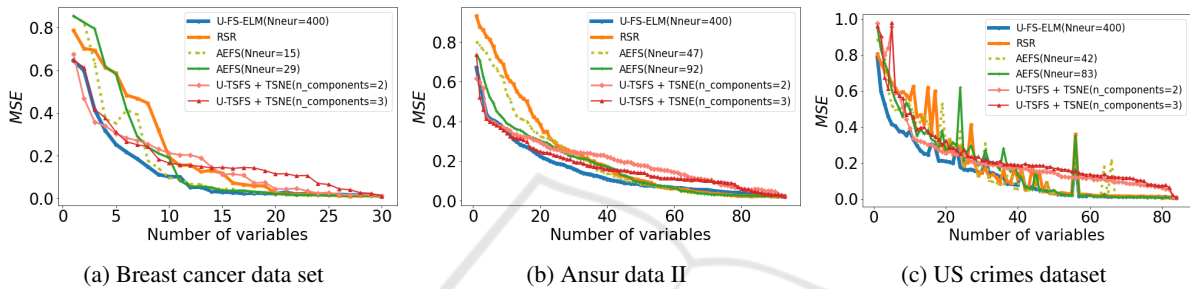 1.0
0.8
0.6
0.4
0.2
0.0
MSE
0 5 10 15 20 25 30
Number of variables
U-FS-ELM(Nneur=400)
RSR
AEFS(Nneur=15)
AEFS(Nneur=29)
U-TSFS + TSNE(n_components=2)
U-TSFS + TSNE(n_components=3)
(a) Breast cancer data set
0.8
0.6
0.4
0.2
0.0
MSE
0 20 40 60 80
Number of variables
U-FS-ELM(Nneur=400)
RSR
AEFS(Nneur=47)
AEFS(Nneur=92)
U-TSFS + TSNE(n_components=2)
U-TSFS + TSNE(n_components=3)
(b) Ansur data II
1.0
0.8
0.6
0.4
0.2
0.0
MSE
0 20 40 60 80
Number of variables
U-FS-ELM(Nneur=400)
RSR
AEFS(Nneur=42)
AEFS(Nneur=83)
U-TSFS + TSNE(n_components=2)
U-TSFS + TSNE(n_components=3)
(c) US crimes dataset